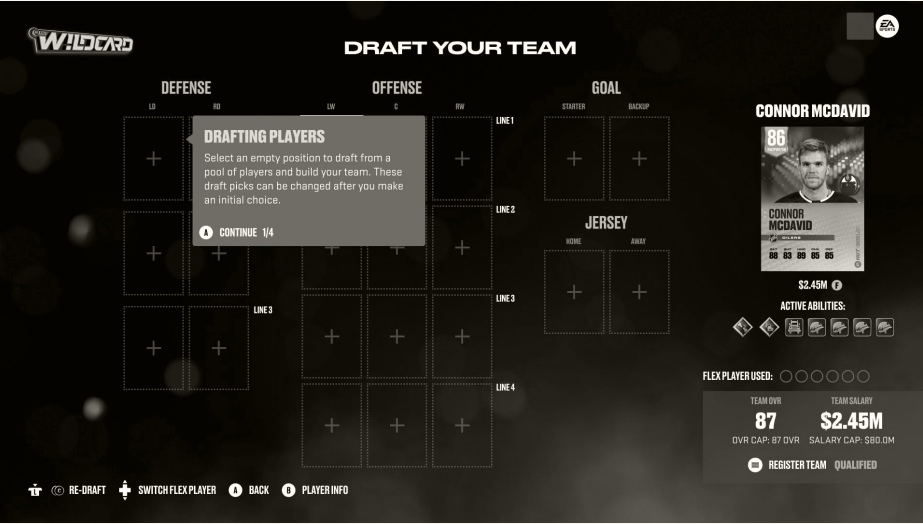 W!LDCARD
DRAFT YOUR TEAM
EA
SPORTS
DEFENSE
OFFENSE
GOAL
LD
RD
LW
C
RW
STARTER
BACKUP
LINE 1
DRAFTING PLAYERS
Select an empty position to draft from a
pool of players and build your team. These
draft picks can be changed after you make
an initial choice.
A CONTINUE 1/4
LINE 2
JERSEY
HOME
AWAY
LINE 3
LINE 3
LINE 4
CONNOR MCDAVID
86
CONNOR
MCDAVID
OILERS
88 83 89 85 85
$2.45M F
ACTIVE ABILITIES:
FLEX PLAYER USED:
TEAM OVR
TEAM SALARY
87
$2.45M
OVR CAP: 87 OVR
SALARY CAP: $80.0M
REGISTER TEAM QUALIFIED
RE-DRAFT
SWITCH FLEX PLAYER
A BACK
B PLAYER INFO